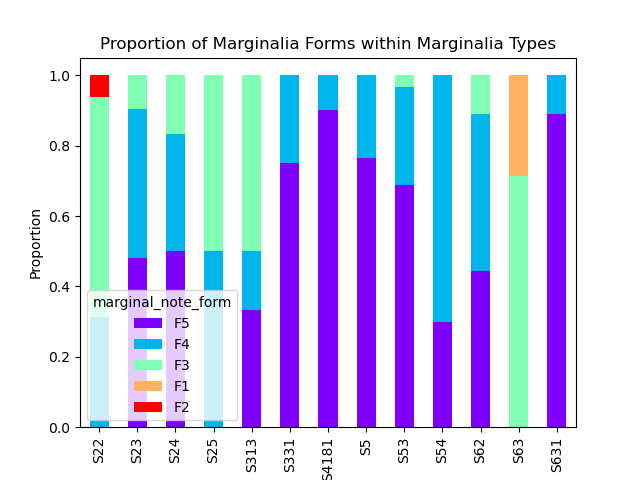 Proportion of Marginalia Forms within Marginalia Types
Proportion
1.0
0.8
0.6
0.4
0.2
0.0
marginal_note_form
F5
F4
F3
F1
F2
S22 S23 S24 S25 S313 S331 S4181 S5 S53 S54 S62 S63 S631